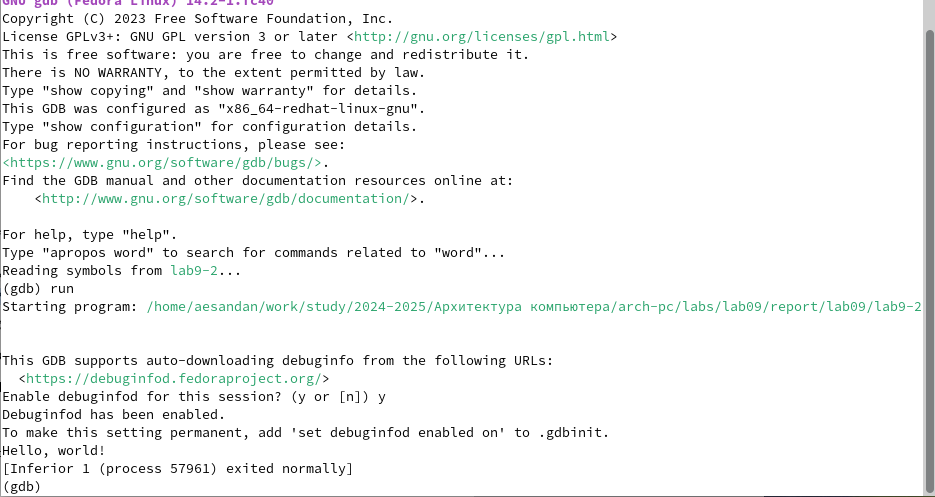 GNU gdb (Fedora Linux) 14.2-1.fc40
Copyright (C) 2023 Free Software Foundation, Inc.
License GPLv3+: GNU GPL version 3 or later <http://gnu.org/licenses/gpl.html>
This is free software: you are free to change and redistribute it.
There is NO WARRANTY, to the extent permitted by law.
Type "show copying" and "show warranty" for details.
This GDB was configured as "x86_64-redhat-linux-gnu".
Type "show configuration" for configuration details.
For bug reporting instructions, please see:
<https://www.gnu.org/software/gdb/bugs/>.
Find the GDB manual and other documentation resources online at:
    <http://www.gnu.org/software/gdb/documentation/>.

For help, type "help".
Type "apropos word" to search for commands related to "word"...
Reading symbols from lab9-2...
(gdb) run
Starting program: /home/aesandan/work/study/2024-2025/Архитектура компьютера/arch-pc/labs/lab09/report/lab09/lab9-2

This GDB supports auto-downloading debuginfo from the following URLs:
  <https://debuginfod.fedoraproject.org/>
Enable debuginfod for this session? (y or [n]) y
Debuginfod has been enabled.
To make this setting permanent, add 'set debuginfod enabled on' to .gdbinit.
Hello, world!
[Inferior 1 (process 57961) exited normally]
(gdb)